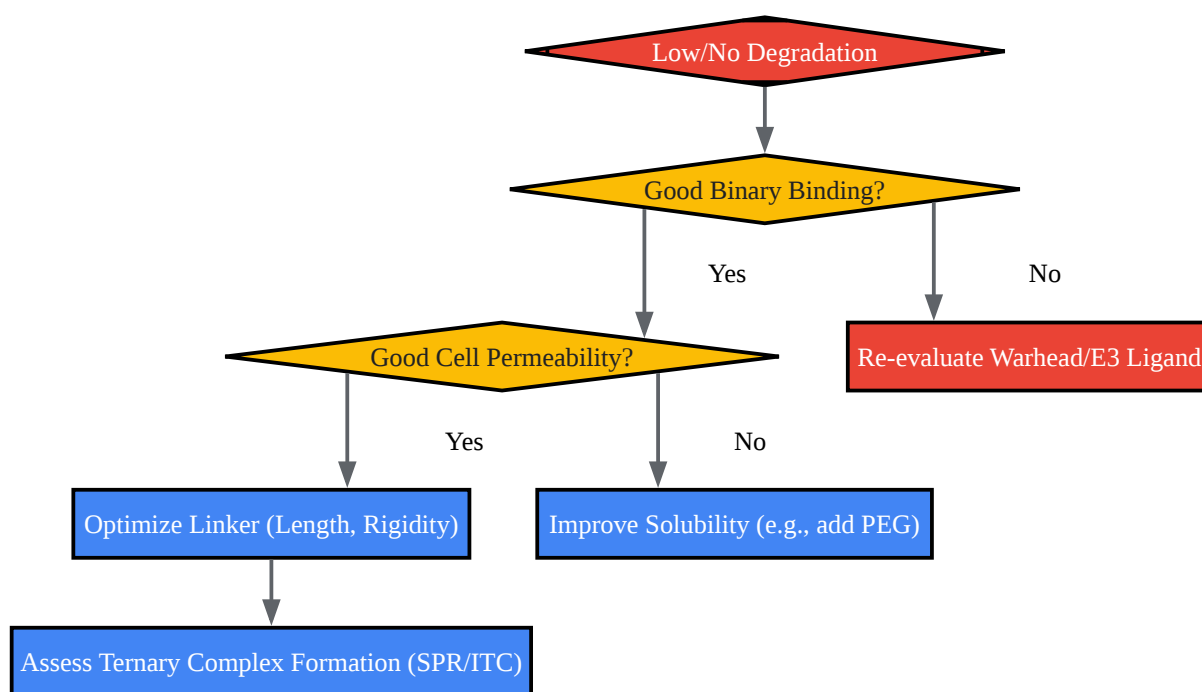 Low/No Degradation
Good Binary Binding?
Yes
No
Good Cell Permeability?
Re-evaluate Warhead/E3 Ligand
Yes
No
Optimize Linker (Length, Rigidity)
Improve Solubility (e.g., add PEG)
Assess Ternary Complex Formation (SPR/ITC)